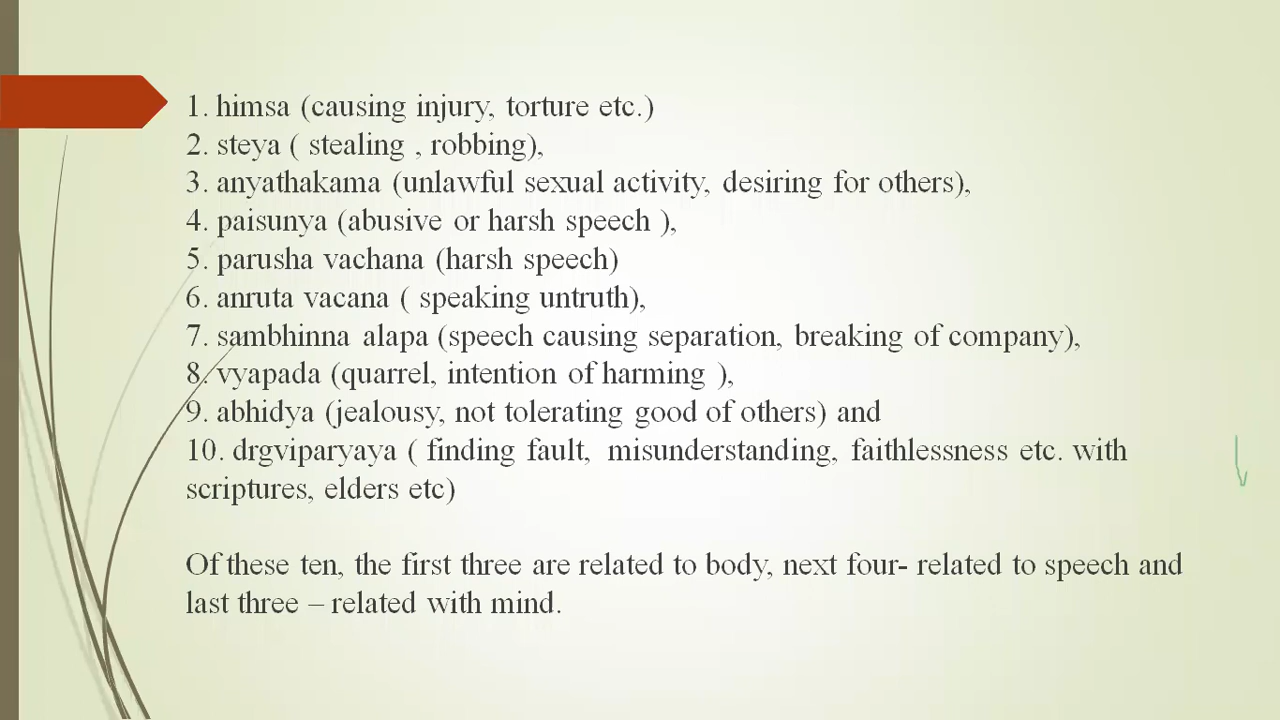 1. himsa (causing injury, torture etc.)
2. steya ( stealing , robbing),
3. anyathakama (unlawful sexual activity, desiring for others),
4. paisunya (abusive or harsh speech ),
5. parusha vachana (harsh speech)
6. anruta vacana ( speaking untruth),
7. sambhinna alapa (speech causing separation, breaking of company),
8. vyapada (quarrel, intention of harming ),
9. abhidya (jealousy, not tolerating good of others) and
10. drgviparyaya ( finding fault, misunderstanding, faithlessness etc. with
scriptures, elders etc)
Of these ten, the first three are related to body, next four- related to speech and
last three – related with mind.